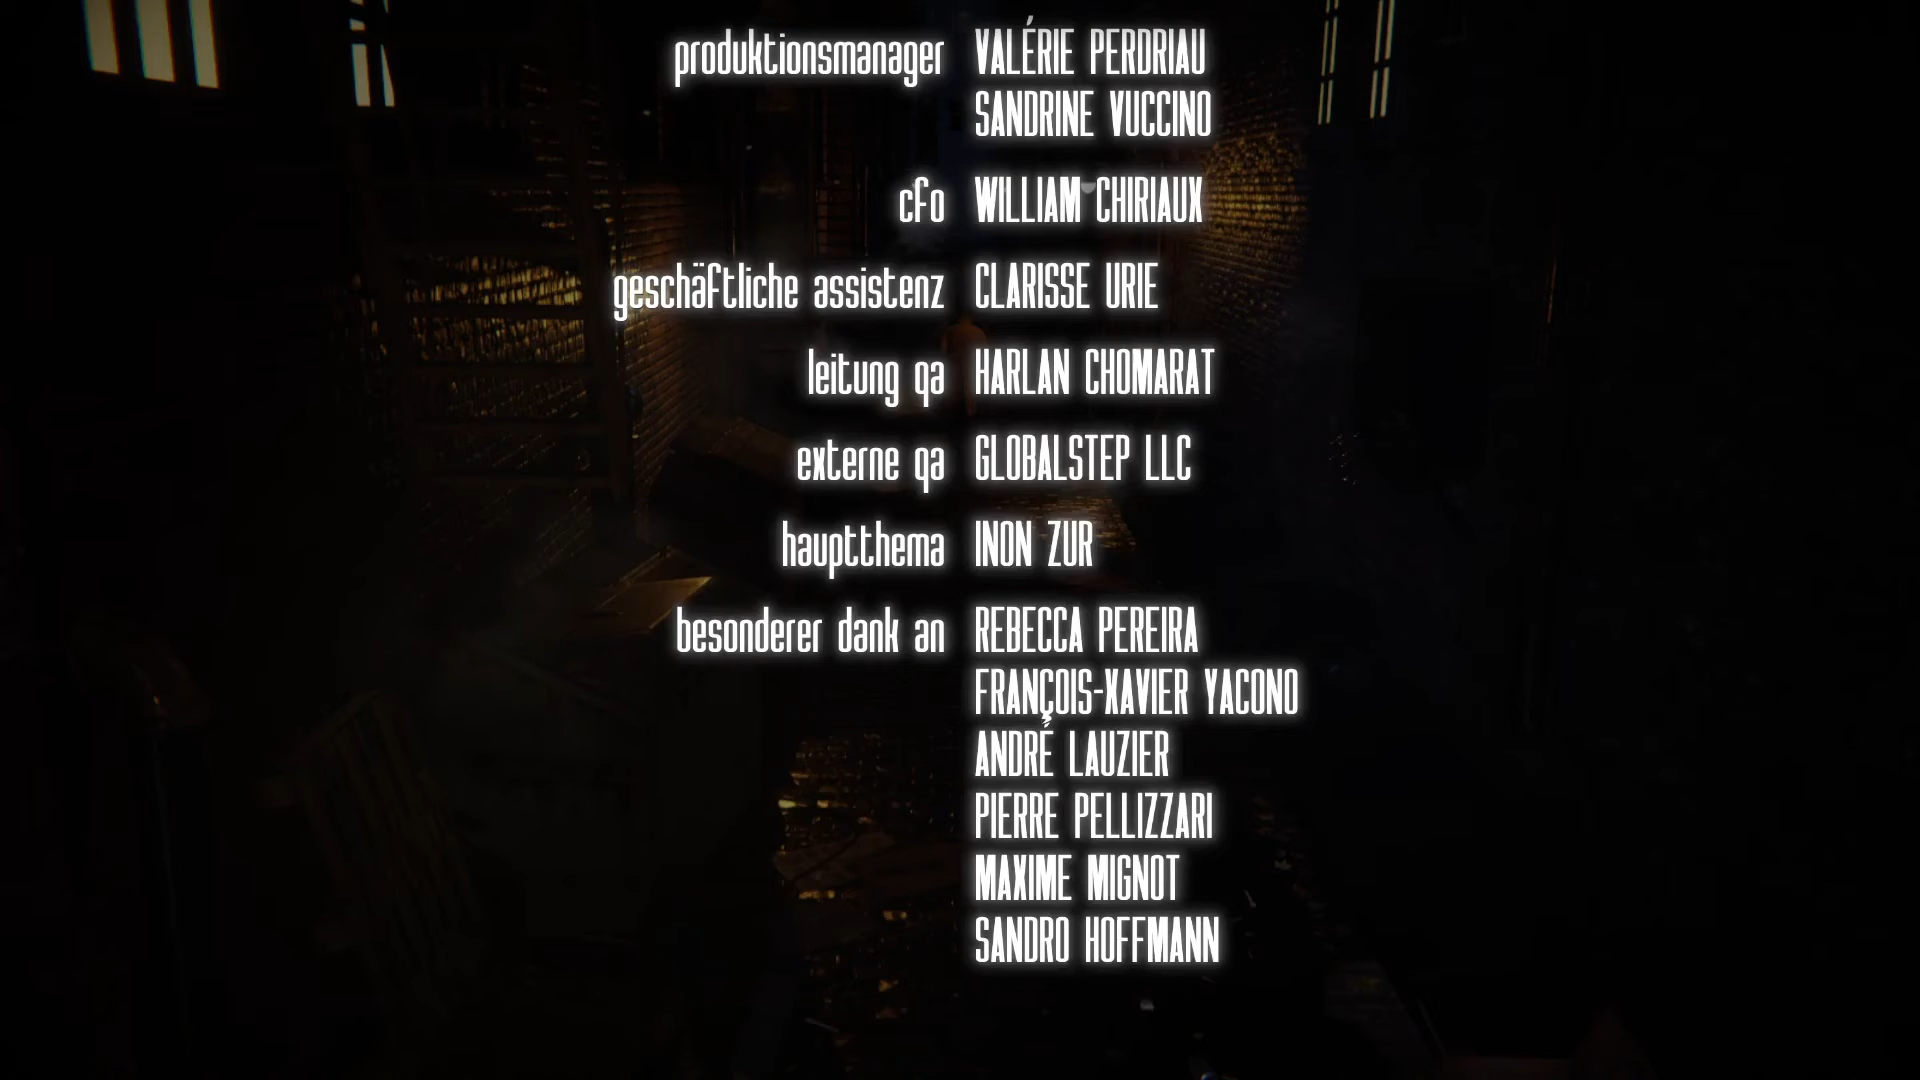 produktionsmanager VALÉRIE PERDRIAU
SANDRINE VUCCINO
cfo WILLIAM CHIRIAUX
geschäftliche assistenz CLARISSE URIE
leitung qa HARLAN CHOMARAT
externe qa GLOBALSTEP LLC
hauptthema INON ZUR
besonderer dank an REBECCA PEREIRA
FRANÇOIS-XAVIER YACONO
ANDRÉ LAUZIER
PIERRE PELLIZZARI
MAXIME MIGNOT
SANDRO HOFFMANN